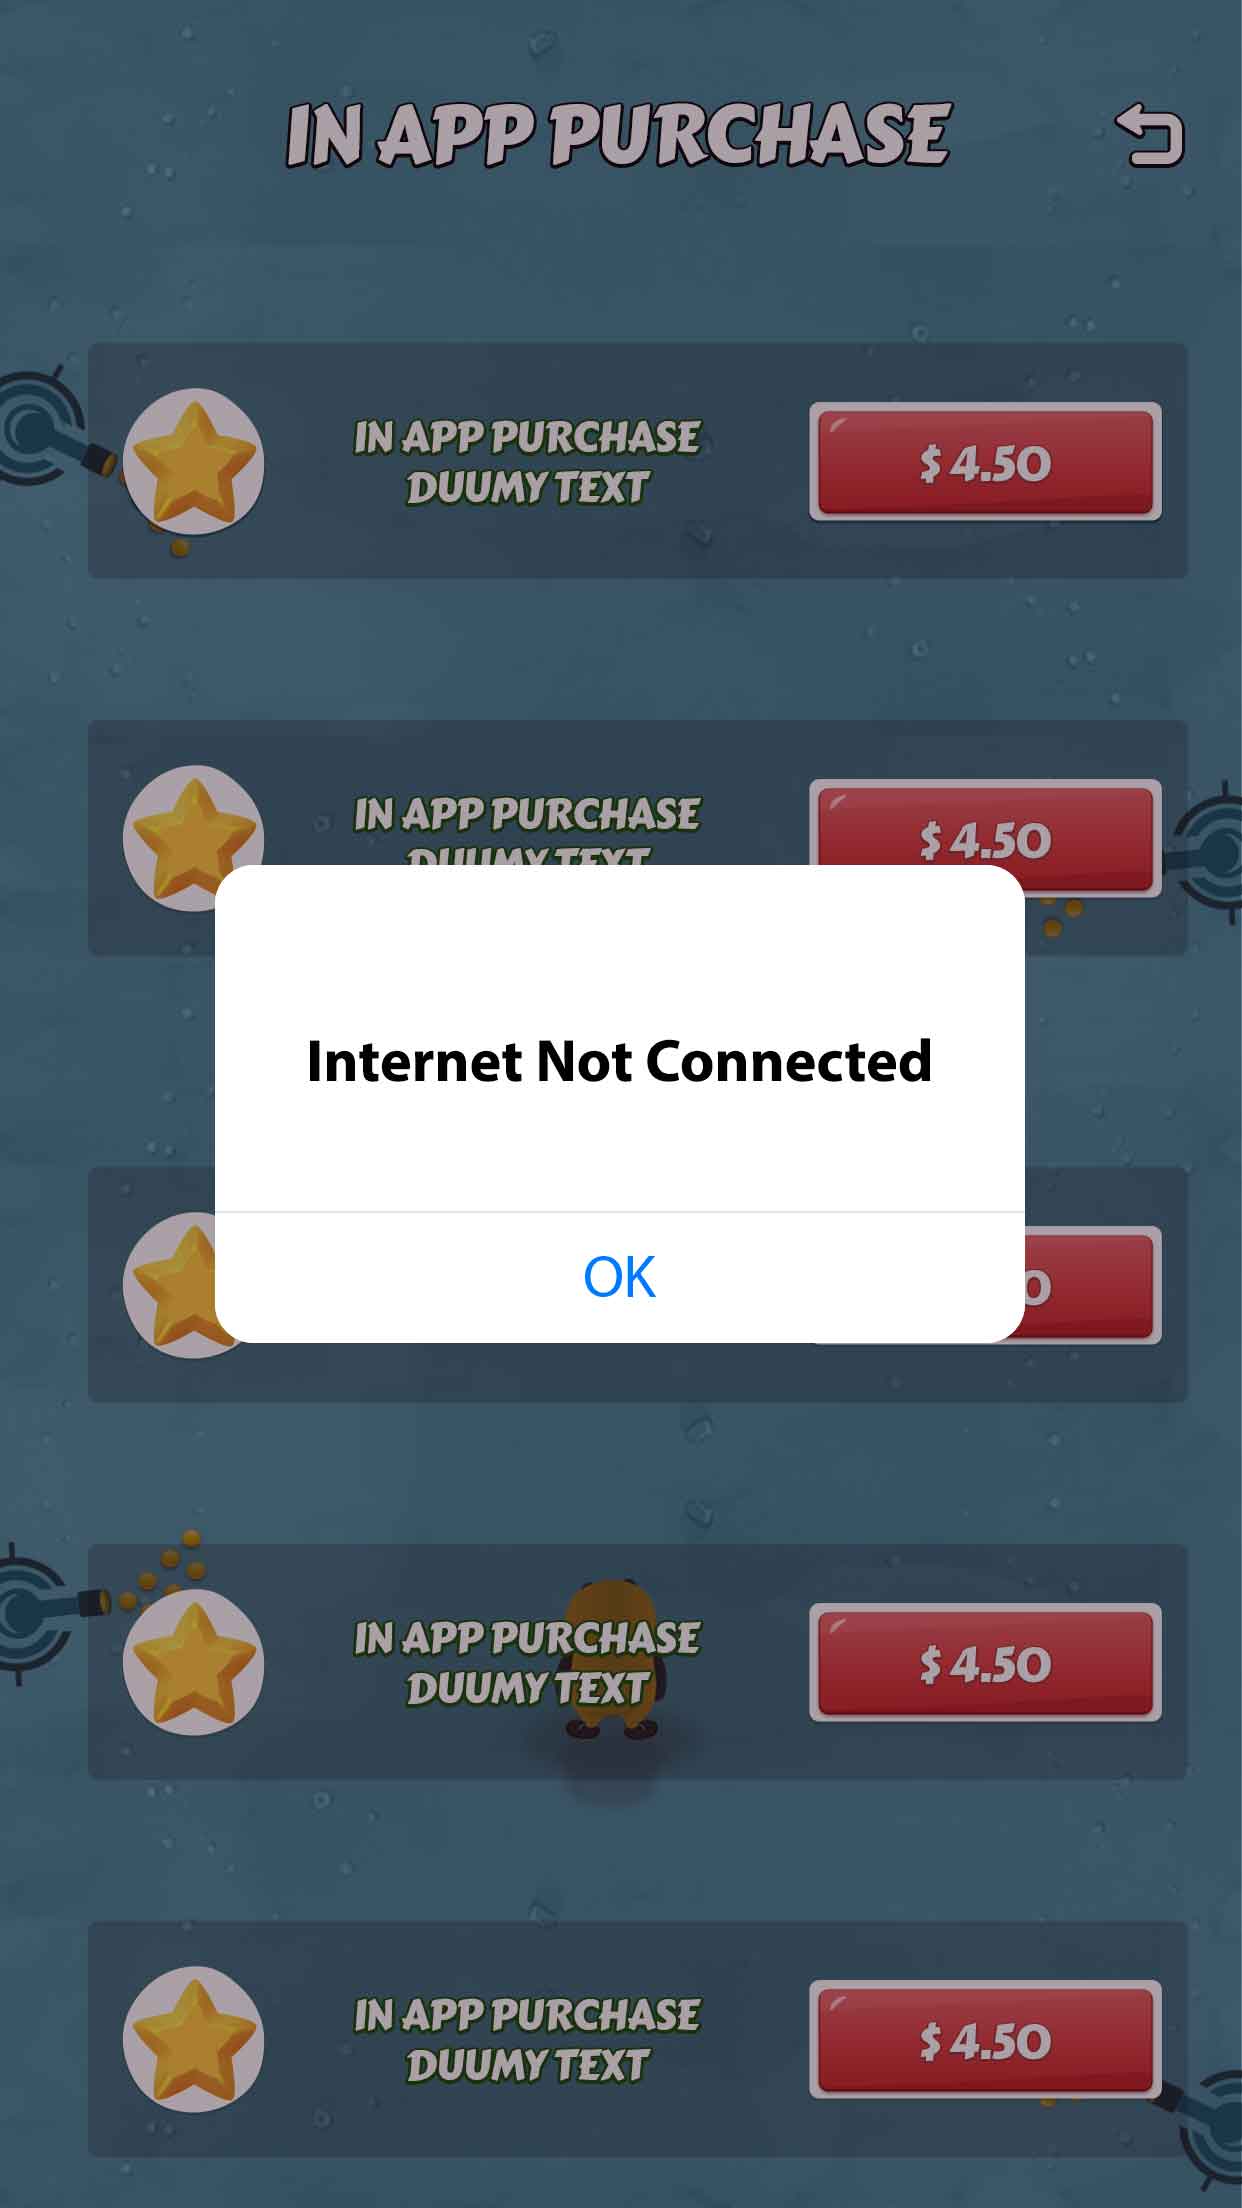 IN APP PURCHASE
IN APP PURCHASE
DUUMY TEXT
$ 4.50
IN APP PURCHASE
DUUMY TEXT
$ 4.50
Internet Not Connected
OK
0
IN APP PURCHASE
DUUMY TEXT
$ 4.50
IN APP PURCHASE
DUUMY TEXT
$ 4.50